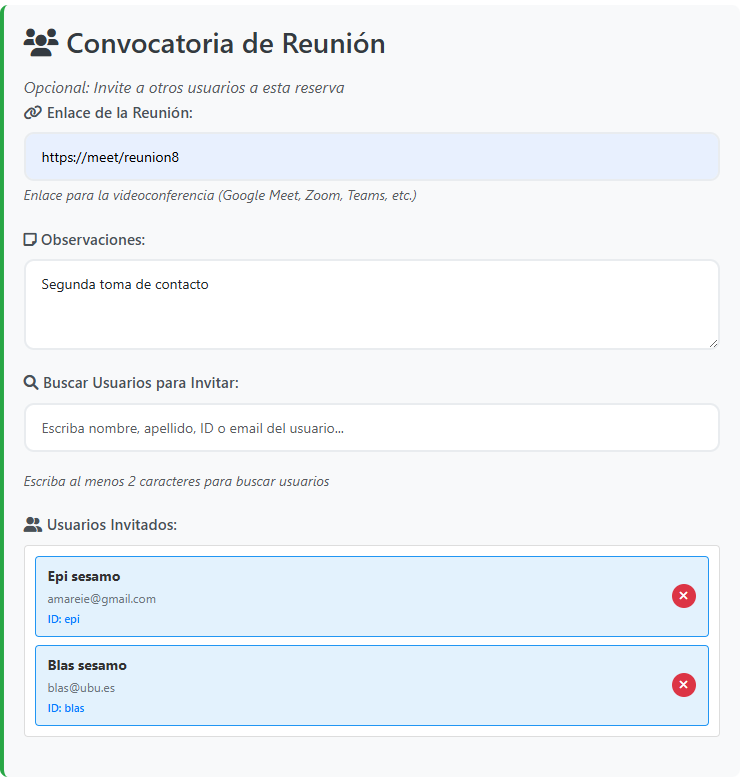 Convocatoria de Reunión
Opcional: Invite a otros usuarios a esta reserva
Enlace de la Reunión:
https://meet/reunion8
Enlace para la videoconferencia (Google Meet, Zoom, Teams, etc.)
Observaciones:
Segunda toma de contacto
Buscar Usuarios para Invitar:
Escriba nombre, apellido, ID o email del usuario...
Escriba al menos 2 caracteres para buscar usuarios
Usuarios Invitados:
Epi sesamo
amareie@gmail.com
ID: epi
Blas sesamo
blas@ubu.es
ID: blas